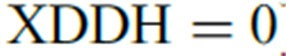 XDDH = 0